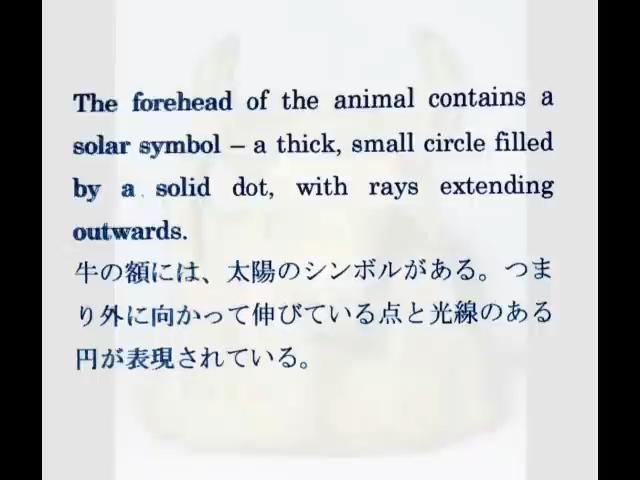 The forehead of the animal contains a
solar symbol – a thick, small circle filled
by a solid dot, with rays extending
outwards.
牛の額には、太陽のシンボルがある。つま
り外に向かって伸びている点と光線のある
円が表現されている。